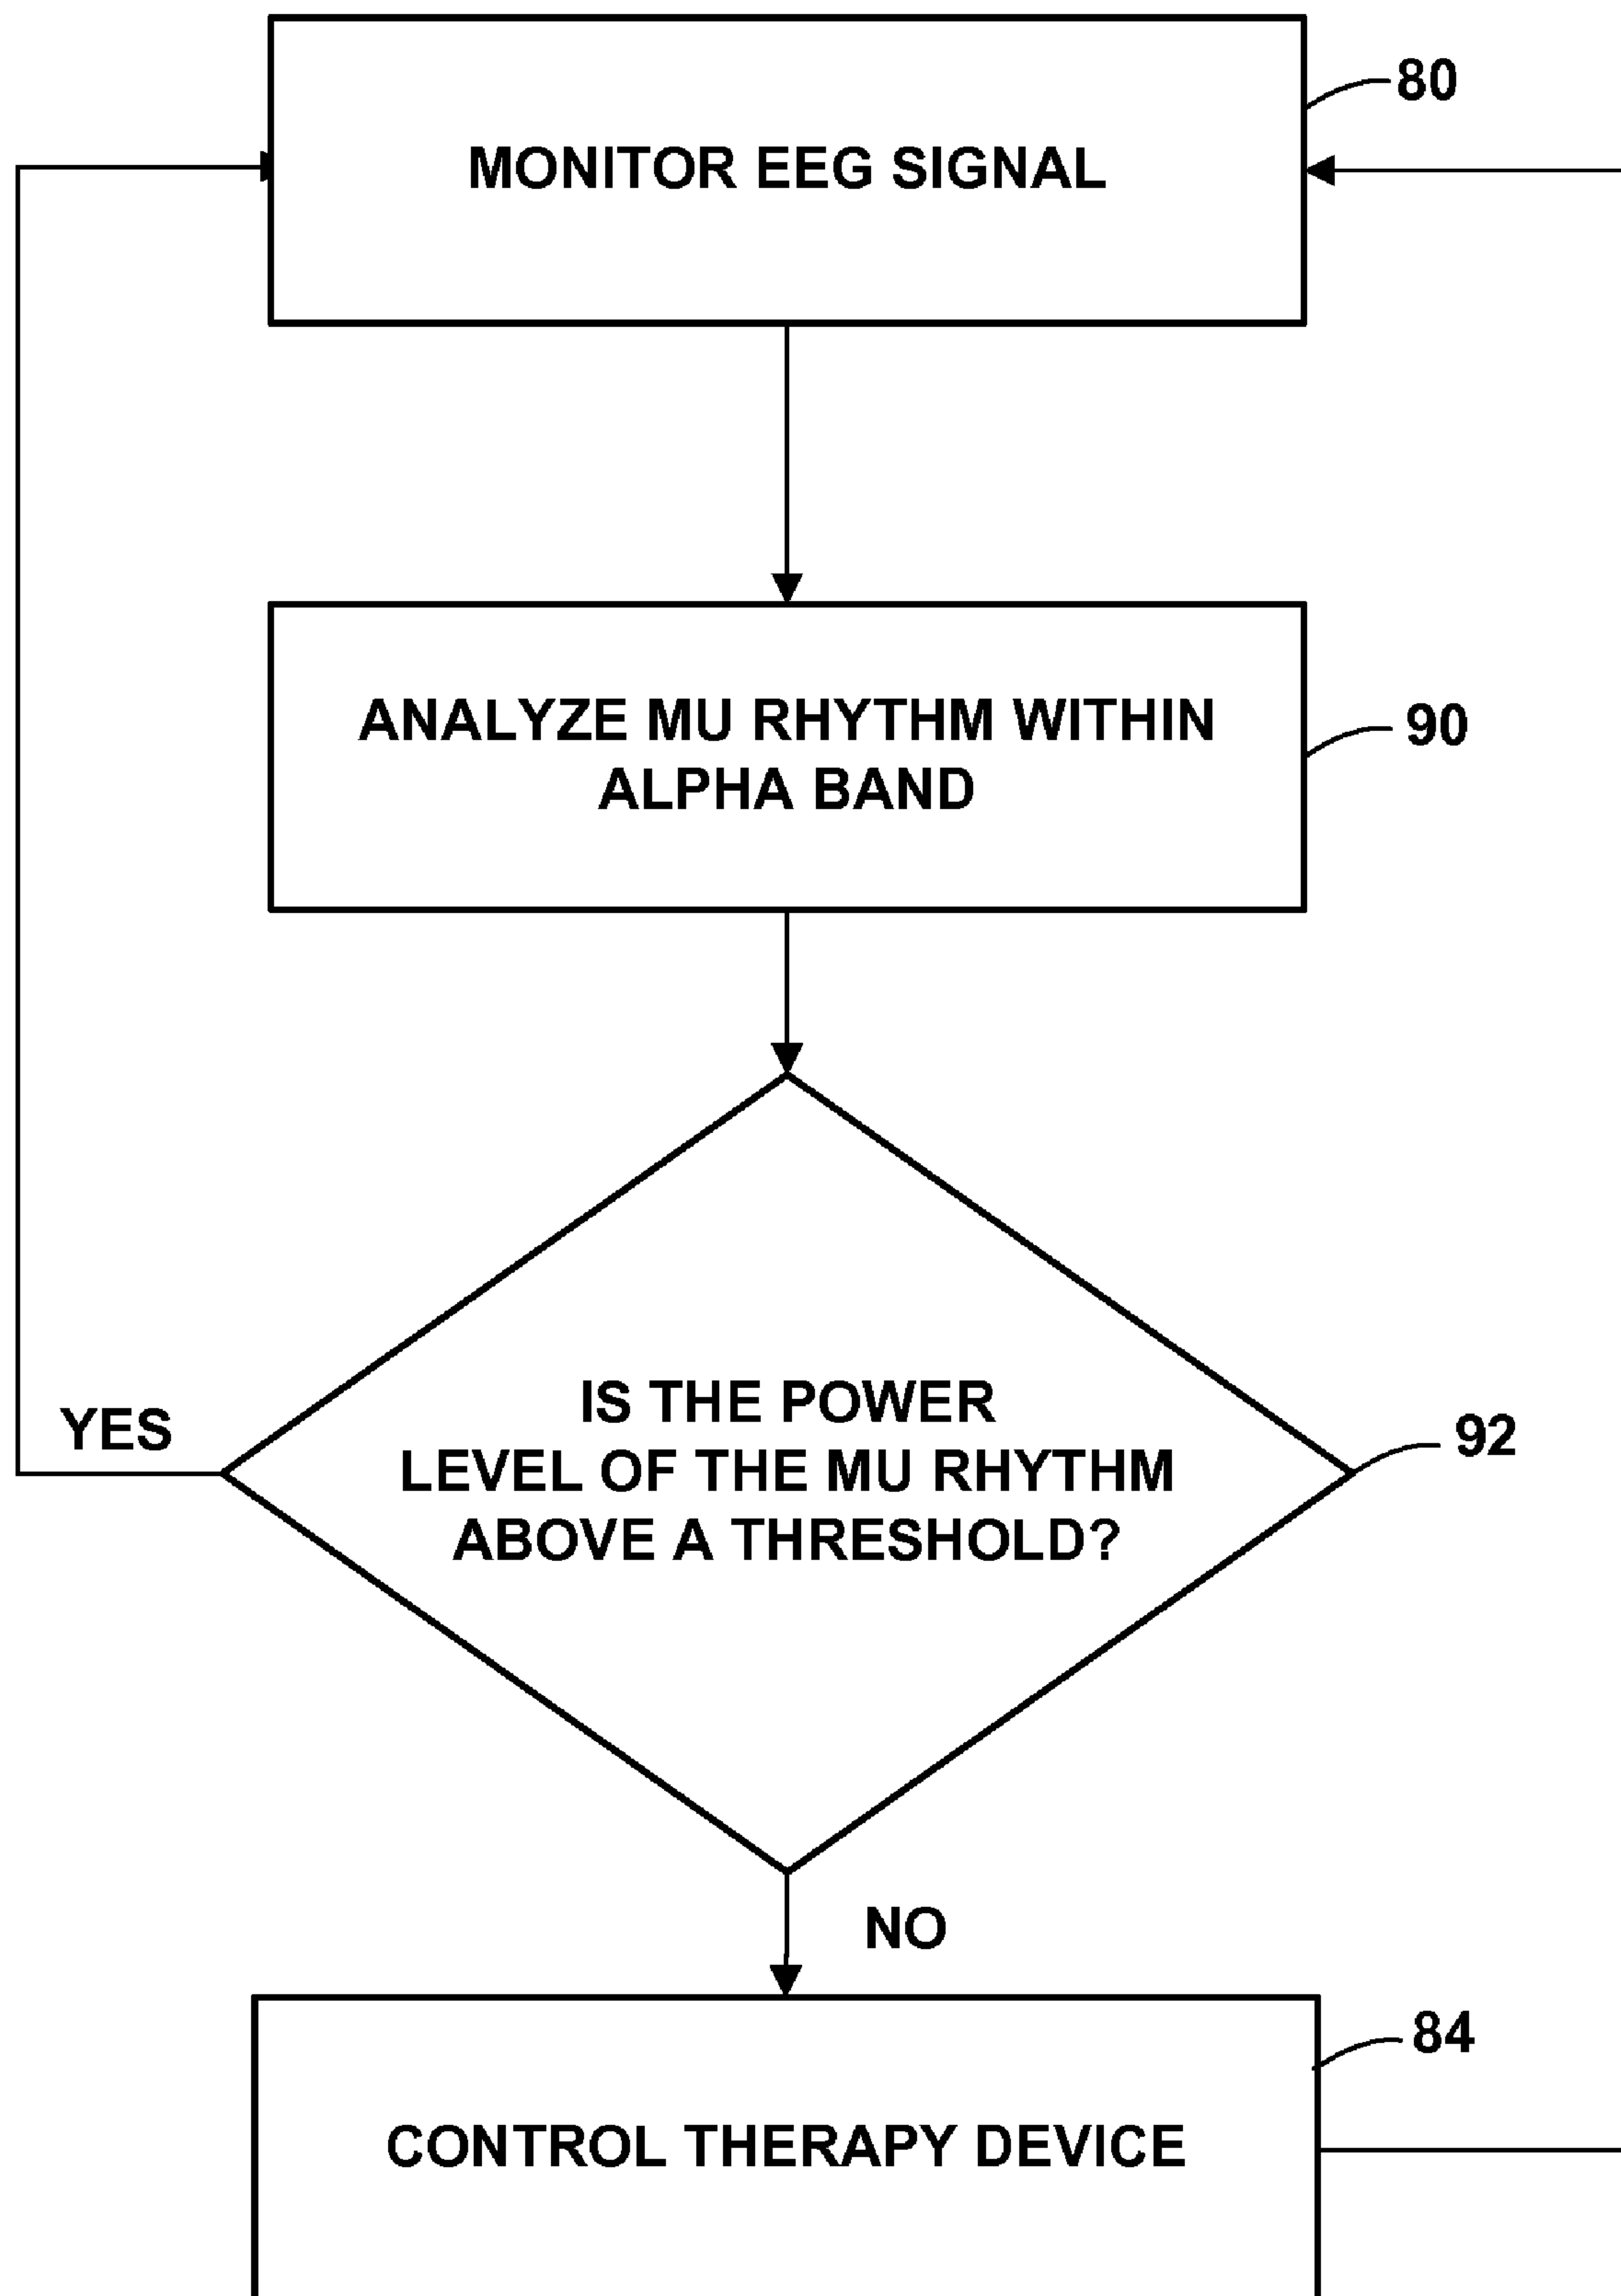 80
MONITOR EEG SIGNAL
ANALYZE MU RHYTHM WITHIN
ALPHA BAND
90
IS THE POWER
LEVEL OF THE MU RHYTHM
ABOVE A THRESHOLD?
YES
92
NO
84
CONTROL THERAPY DEVICE